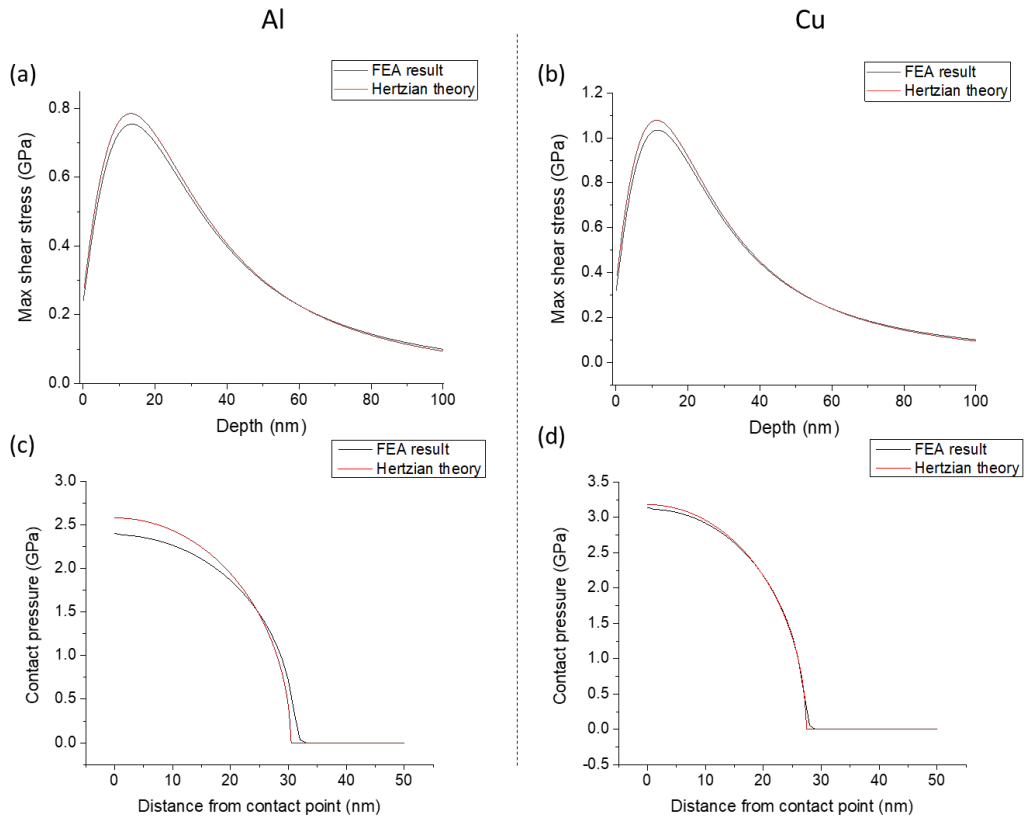 Al
Cu
(a)
FEA result
Hertzian theory
Max shear stress (GPa)
0.8
0.6
0.4
0.2
0.0
0 20 40 60 80 100
Depth (nm)
(b)
FEA result
Hertzian theory
Max shear stress (GPa)
1.2
1.0
0.8
0.6
0.4
0.2
0.0
0 20 40 60 80 100
Depth (nm)
(c)
FEA result
Hertzian theory
Contact pressure (GPa)
3.0
2.5
2.0
1.5
1.0
0.5
0.0
0 10 20 30 40 50
Distance from contact point (nm)
(d)
FEA result
Hertzian theory
Contact pressure (GPa)
3.5
3.0
2.5
2.0
1.5
1.0
0.5
0.0
-0.5
0 10 20 30 40 50
Distance from contact point (nm)